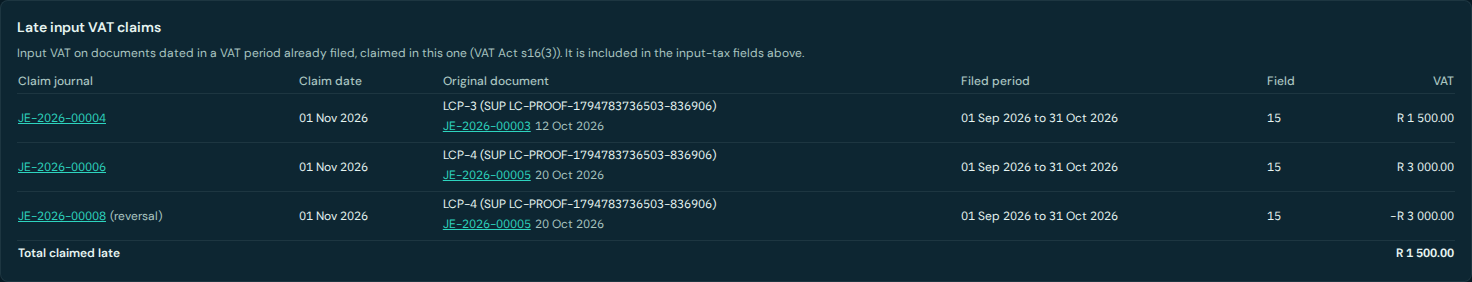 Late input VAT claims
Input VAT on documents dated in a VAT period already filed, claimed in this one (VAT Act s16(3)). It is included in the input-tax fields above.
Claim journal Claim date Original document Filed period Field VAT
JE-2026-00004 01 Nov 2026 LCP-3 (SUP LC-PROOF-1794783736503-836906) 01 Sep 2026 to 31 Oct 2026 15 R 1 500.00
JE-2026-00003 12 Oct 2026
JE-2026-00006 01 Nov 2026 LCP-4 (SUP LC-PROOF-1794783736503-836906) 01 Sep 2026 to 31 Oct 2026 15 R 3 000.00
JE-2026-00005 20 Oct 2026
JE-2026-00008 (reversal) 01 Nov 2026 LCP-4 (SUP LC-PROOF-1794783736503-836906) 01 Sep 2026 to 31 Oct 2026 15 -R 3 000.00
JE-2026-00005 20 Oct 2026
Total claimed late R 1 500.00